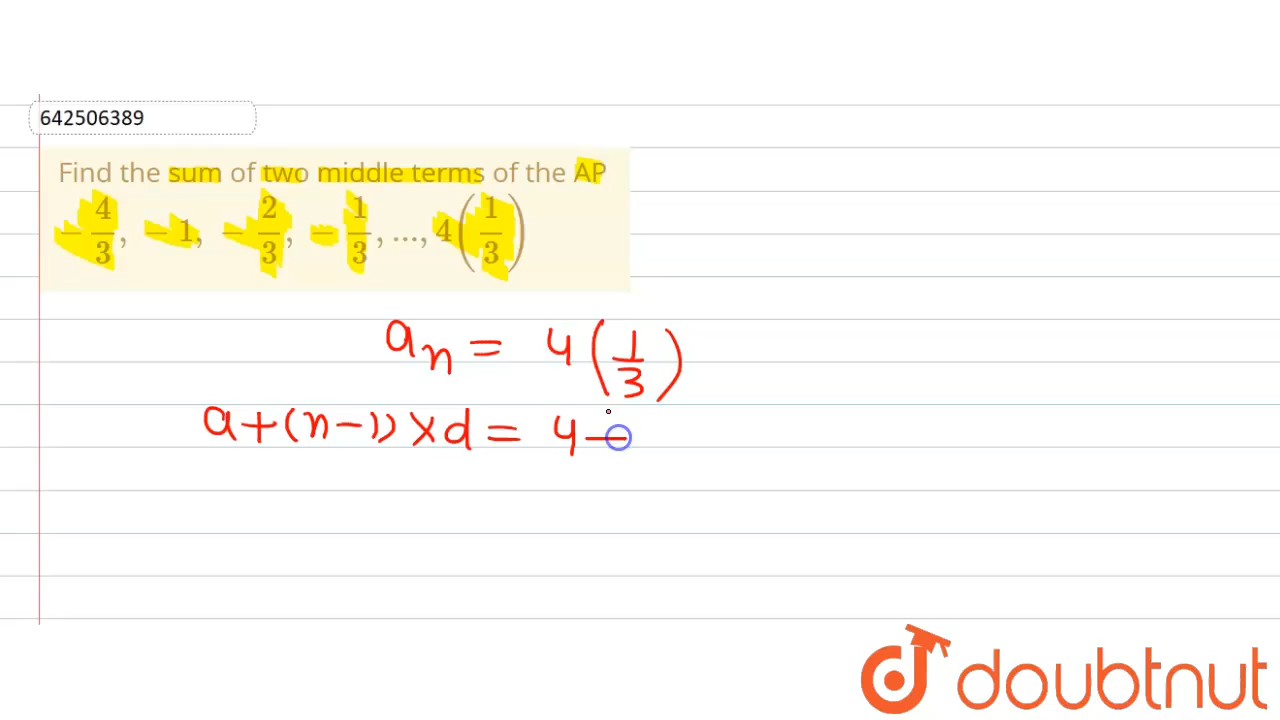 642506389
Find the sum of two middle terms of the AP
-4/3, -1, -2/3, -1/3, ..., 4(1/3)
an = 4(1/3)
a+(n-1)×d = 4-
doubtnut